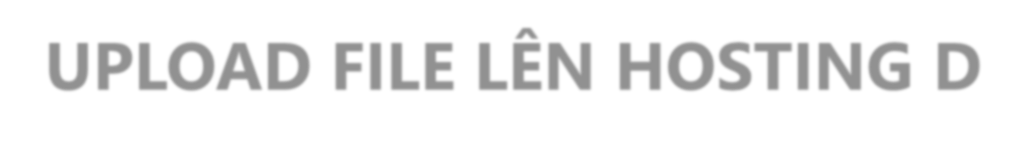 UPLOAD FILE LÊN HOSTING D